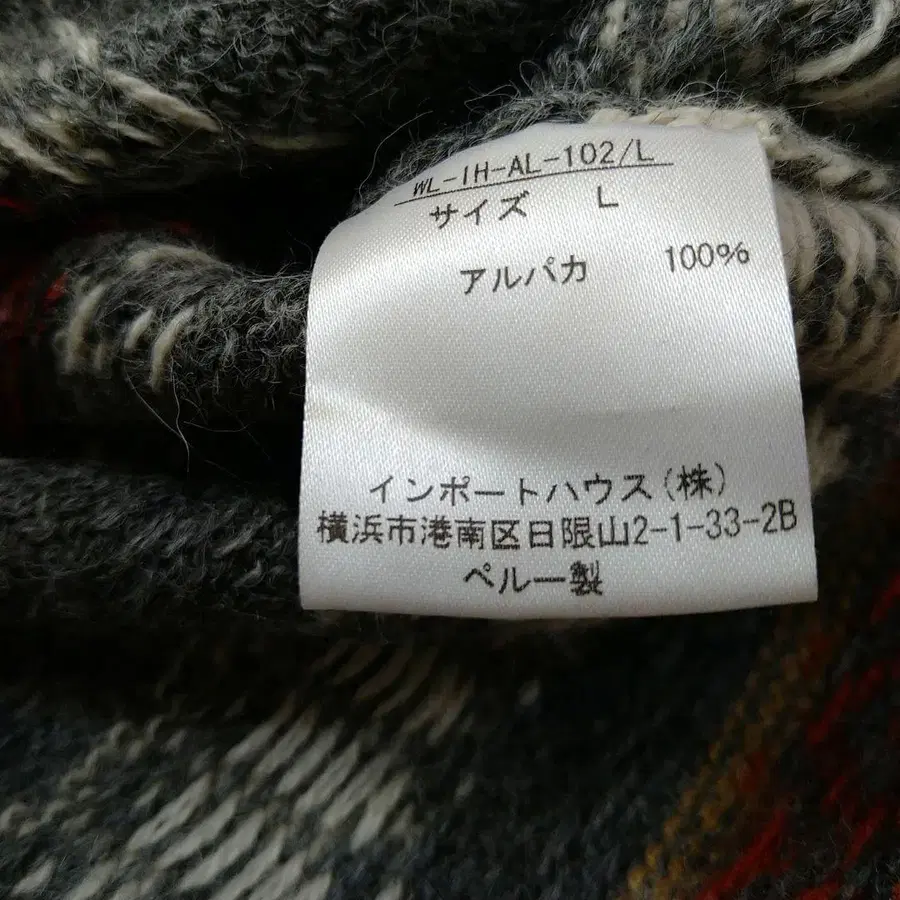 WL-IH-AL-102/L
サイズ L
アルパカ 100%
インポートハウス(株)
横浜市港南区日限山2-1-33-2B
ペルー製